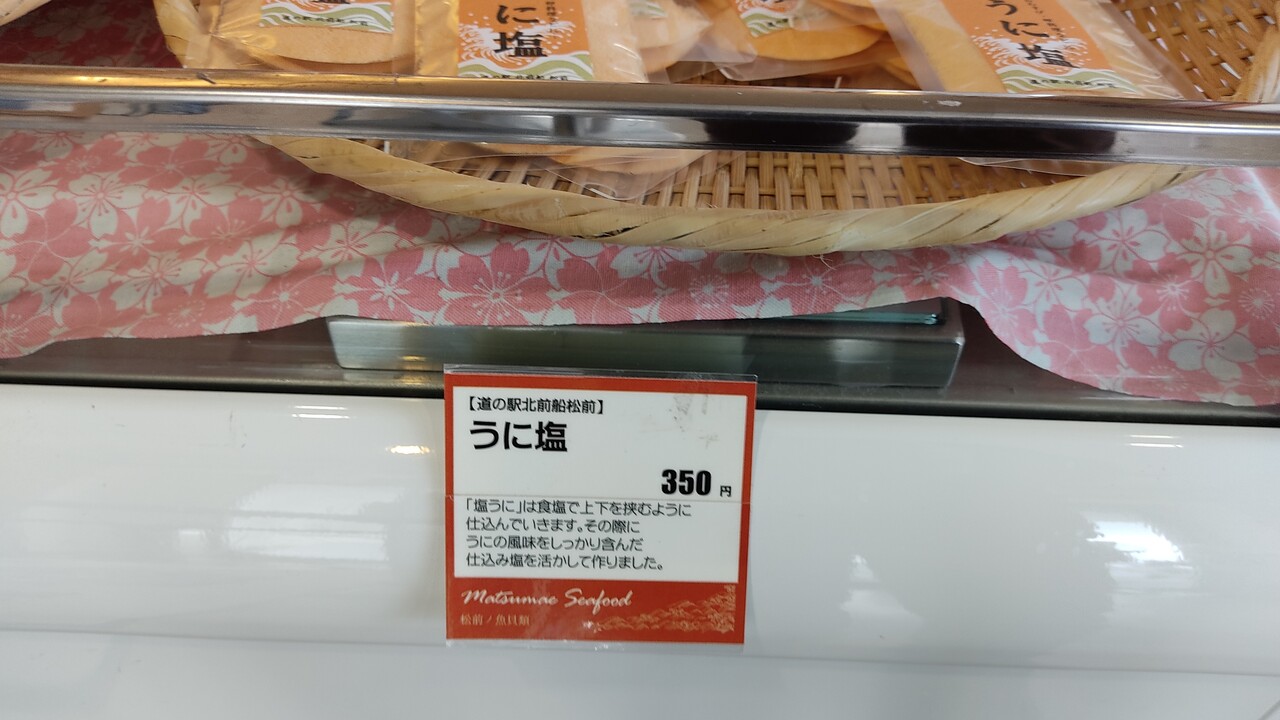 に塩
うに塩
【道の駅北前船松前】
うに塩
350 円
「塩うに」は食塩で上下を挟むように
仕込んでいきます。その際に
うにの風味をしっかり含んだ
仕込み塩を活かして作りました。
Matsumae Seafood
松前／魚貝類